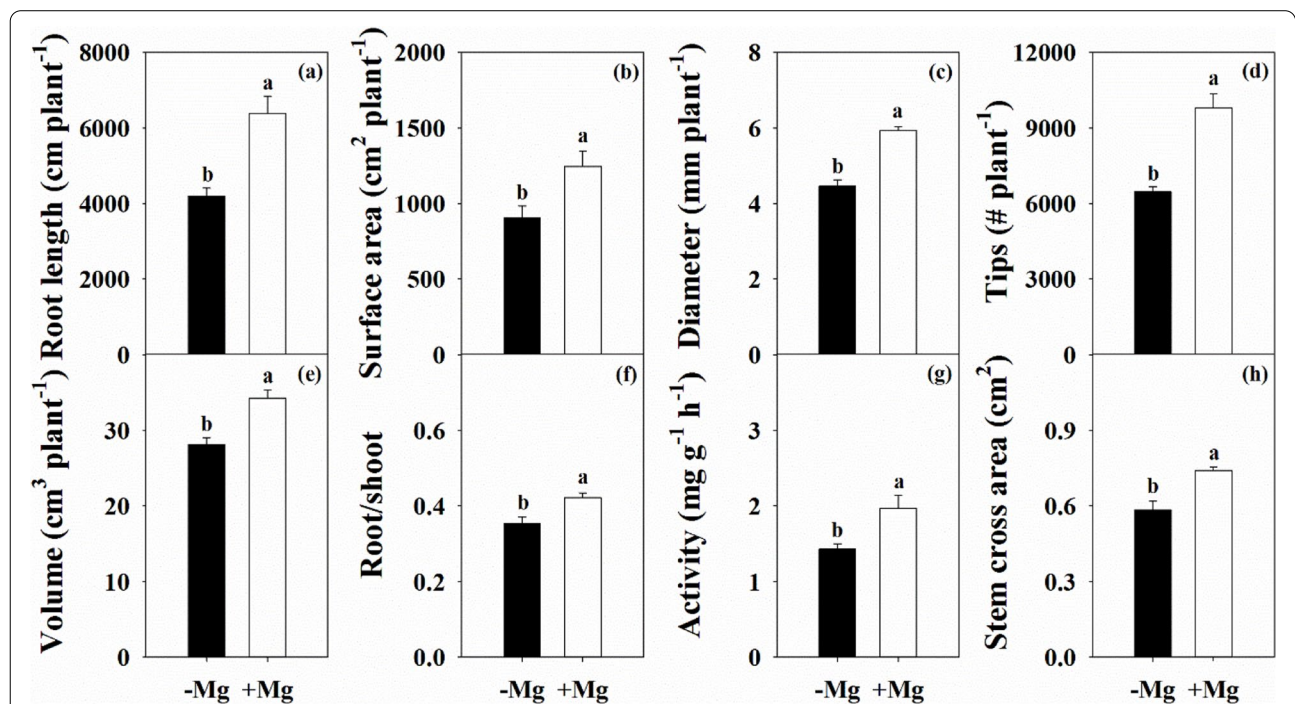 Root length (cm plant⁻¹)
8000
6000
4000
2000
0
(a)
b
a
Surface area (cm² plant⁻¹)
2000
1500
1000
500
0
(b)
b
a
Diameter (mm plant⁻¹)
8
6
4
2
0
(c)
b
a
Tips (# plant⁻¹)
12000
9000
6000
3000
0
(d)
b
a
Volume (cm³ plant⁻¹)
30
20
10
0
(e)
b
a
-Mg +Mg
Root/shoot
0.6
0.4
0.2
0.0
(f)
b
a
-Mg +Mg
Activity (mg g⁻¹ h⁻¹)
3
2
1
0
(g)
b
a
-Mg +Mg
Stem cross area (cm²)
0.9
0.6
0.3
0.0
(h)
b
a
-Mg +Mg